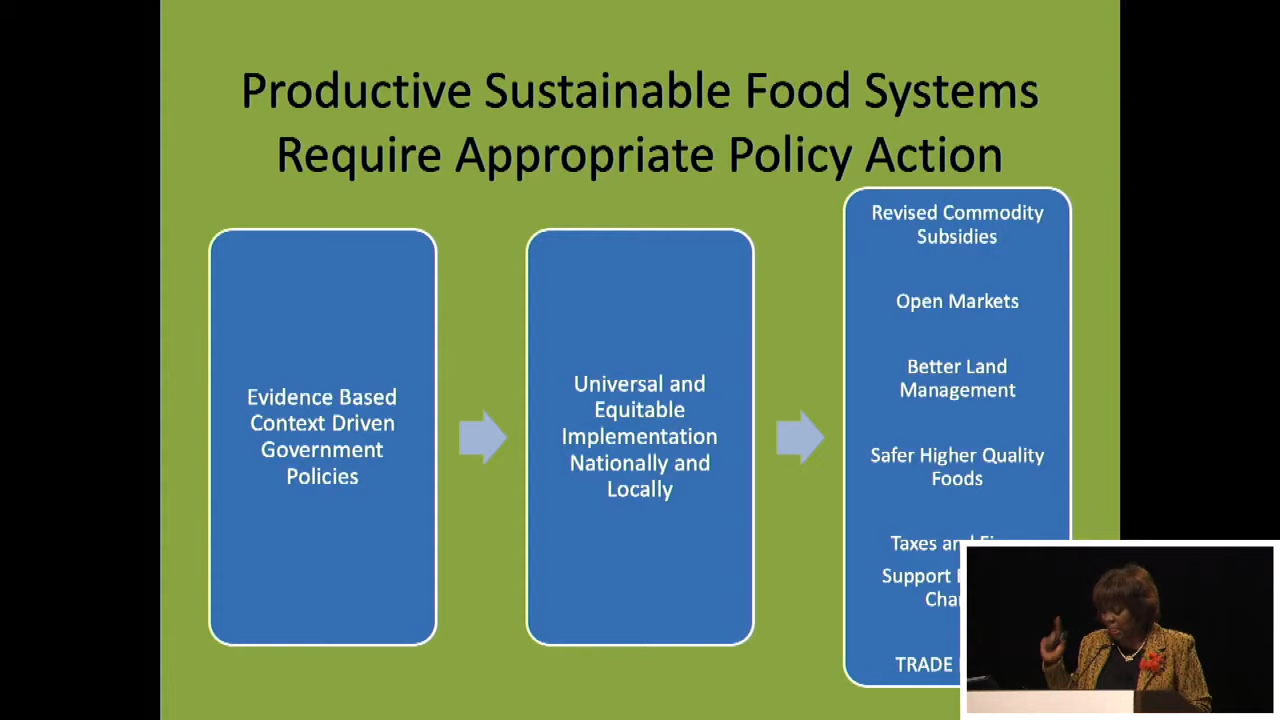 Productive Sustainable Food Systems
Require Appropriate Policy Action
Evidence Based
Context Driven
Government
Policies
Universal and
Equitable
Implementation
Nationally and
Locally
Revised Commodity
Subsidies
Open Markets
Better Land
Management
Safer Higher Quality
Foods
Taxes and
Support
TRADE